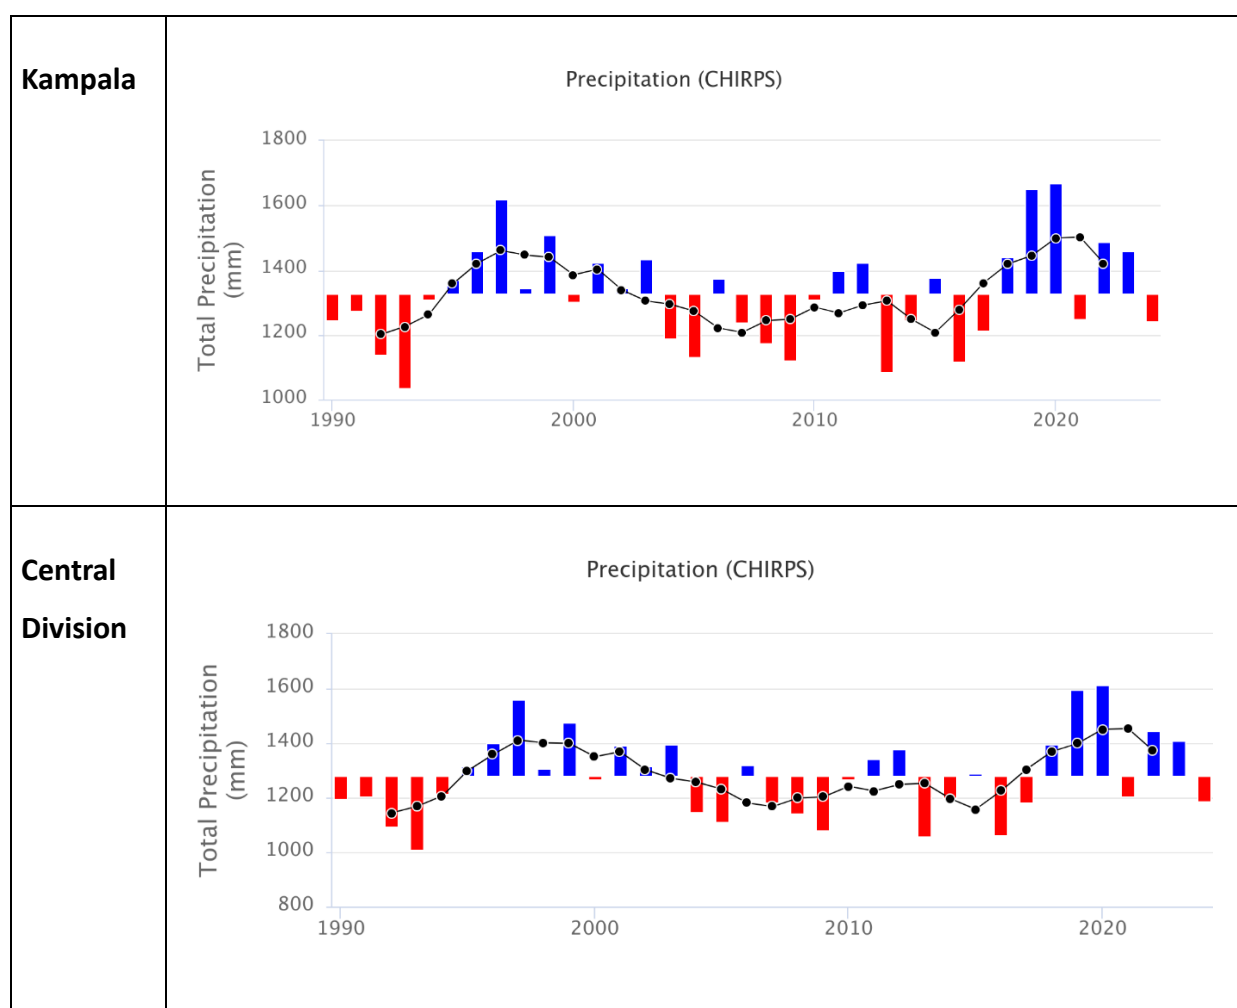 Kampala
Precipitation (CHIRPS)
Total Precipitation
(mm)
1800
1600
1400
1200
1000
1990
2000
2010
2020
Central
Division
Precipitation (CHIRPS)
Total Precipitation
(mm)
1800
1600
1400
1200
1000
800
1990
2000
2010
2020